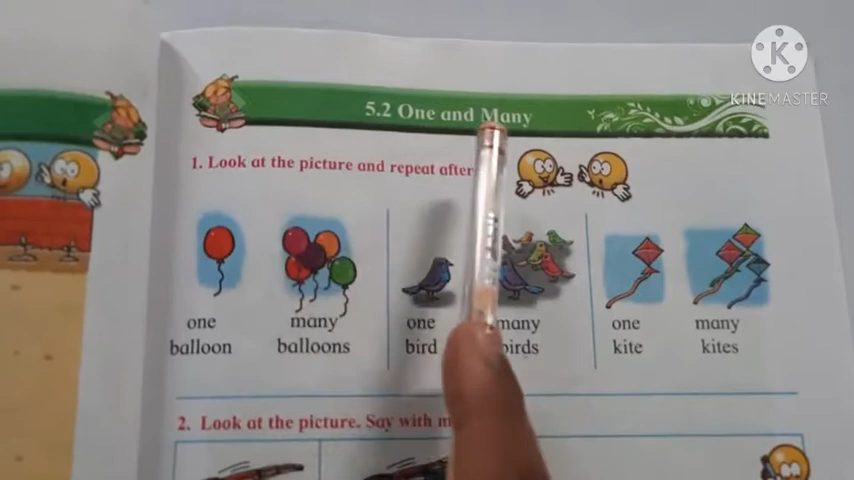 KINEMASTER
5.2 One and Many
1. Look at the picture and repeat after
one many one many one many
balloon balloons bird birds kite kites
2. Look at the picture. Say with